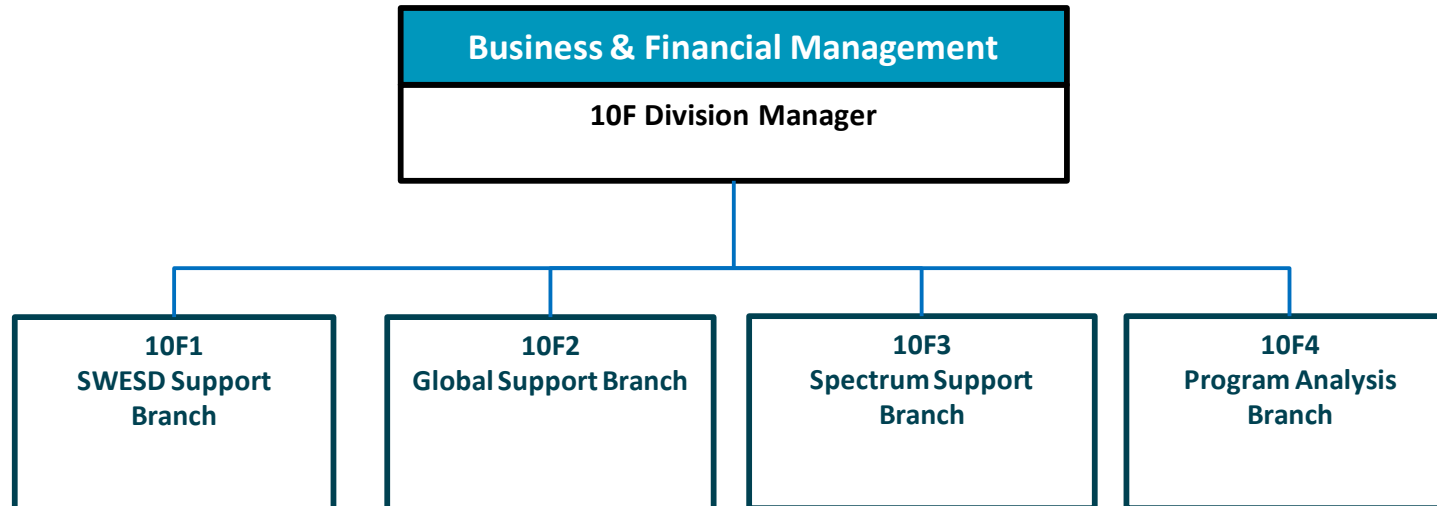 Business & Financial Management
10F Division Manager
10F1
SWESD Support
Branch
10F2
Global Support Branch
10F3
Spectrum Support
Branch
10F4
Program Analysis
Branch